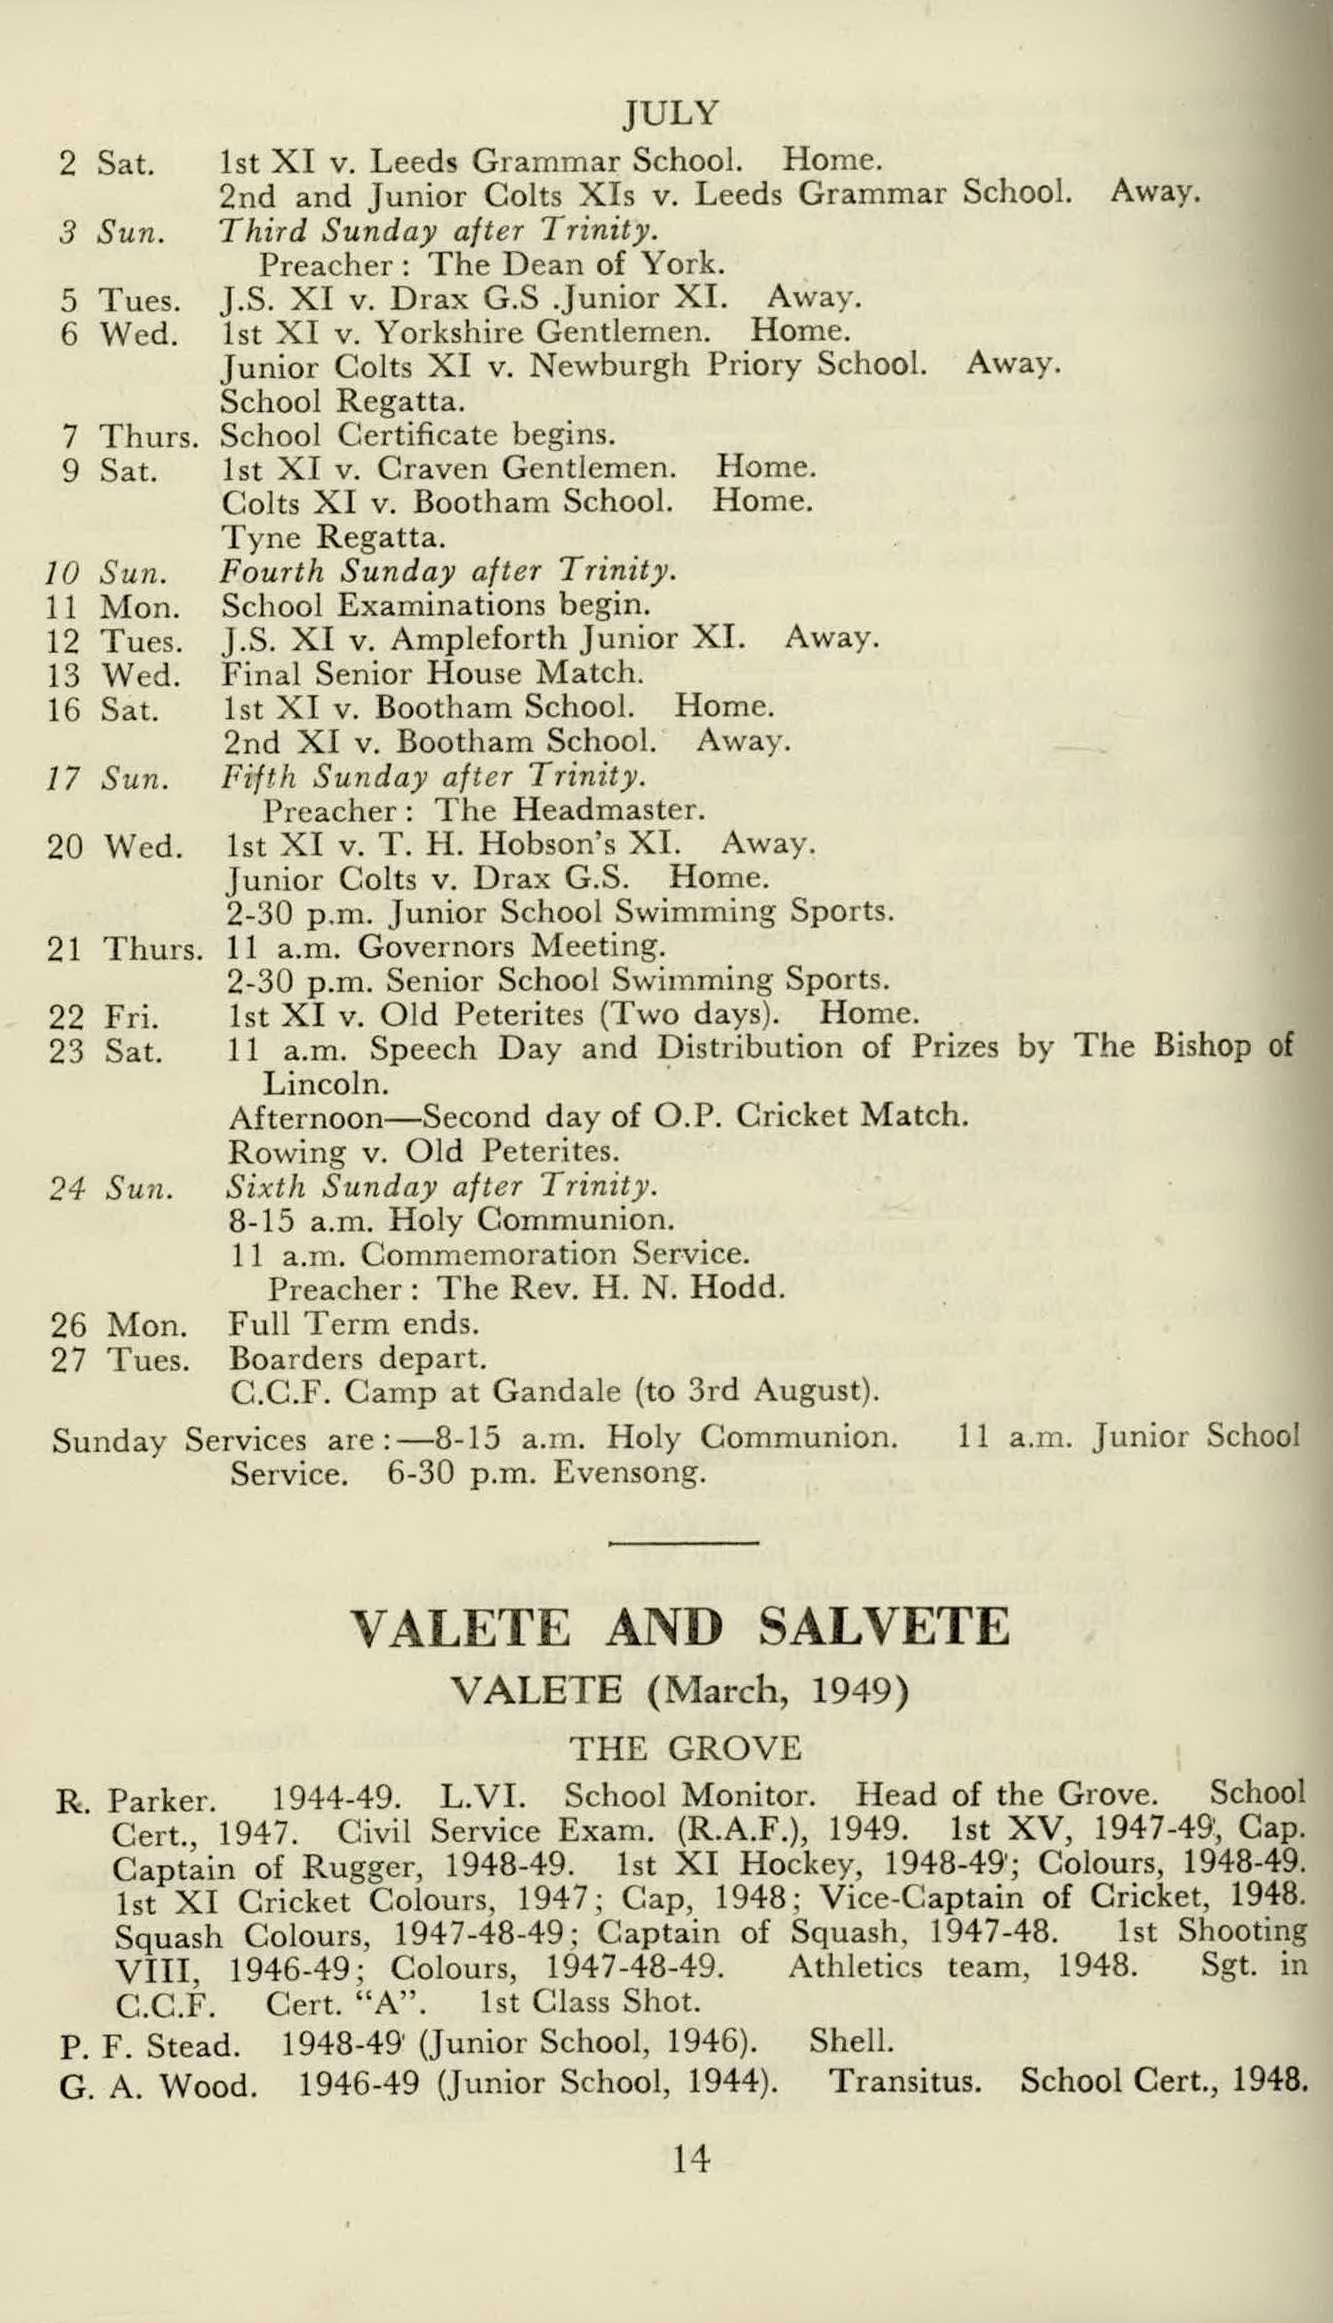 JULY
2 Sat. 1st XI v. Leeds Grammar School. Home.
2nd and Junior Colts XIs v. Leeds Grammar School. Away.
3 Sun. Third Sunday after Trinity.
Preacher : The Dean of York.
5 Tues. J.S. XI v. Drax G.S .Junior XI. Away.
6 Wed. 1st XI v. Yorkshire Gentlemen. Home.
Junior Colts XI v. Newburgh Priory School. Away.
School Regatta.
7 Thurs. School Certificate begins.
9 Sat. 1st XI v. Craven Gentlemen. Home.
Colts XI v. Bootham School. Home.
Tyne Regatta.
10 Sun. Fourth Sunday after Trinity.
11 Mon. School Examinations begin.
12 Tues. J.S. XI v. Ampleforth Junior XI. Away.
13 Wed. Final Senior House Match.
16 Sat. 1st XI v. Bootham School. Home.
2nd XI v. Bootham School. Away.
17 Sun. Fifth Sunday after Trinity.
Preacher : The Headmaster.
20 Wed. 1st XI v. T. H. Hobson's XI. Away.
Junior Colts v. Drax G.S. Home.
2-30 p.m. Junior School Swimming Sports.
21 Thurs. 11 a.m. Governors Meeting.
2-30 p.m. Senior School Swimming Sports.
22 Fri. 1st XI v. Old Peterites (Two days). Home.
23 Sat. 11 a.m. Speech Day and Distribution of Prizes by The Bishop of
Lincoln.
Afternoon—Second day of O.P. Cricket Match.
Rowing v. Old Peterites.
24 Sun. Sixth Sunday after Trinity.
8-15 a.m. Holy Communion.
11 a.m. Commemoration Service.
Preacher : The Rev. H. N. Hodd.
26 Mon. Full Term ends.
27 Tues. Boarders depart.
C.C.F. Camp at Gandale (to 3rd August).
Sunday Services are :—8-15 a.m. Holy Communion. 11 a.m. Junior School
Service. 6-30 p.m. Evensong.
VALETE AND SALVETE
VALETE (March, 1949)
THE GROVE
R. Parker. 1944-49. L.VI. School Monitor. Head of the Grove. School
Cert., 1947. Civil Service Exam. (R.A.F.), 1949. 1st XV, 1947-49, Cap.
Captain of Rugger, 1948-49. 1st XI Hockey, 1948-49; Colours, 1948-49.
1st XI Cricket Colours, 1947; Cap, 1948; Vice-Captain of Cricket, 1948.
Squash Colours, 1947-48-49; Captain of Squash, 1947-48. 1st Shooting
VIII, 1946-49; Colours, 1947-48-49. Athletics team, 1948. Sgt. in
C.C.F. Cert. "A". 1st Class Shot.
P. F. Stead. 1948-49 (Junior School, 1946). Shell.
G. A. Wood. 1946-49 (Junior School, 1944). Transitus. School Cert., 1948.
14